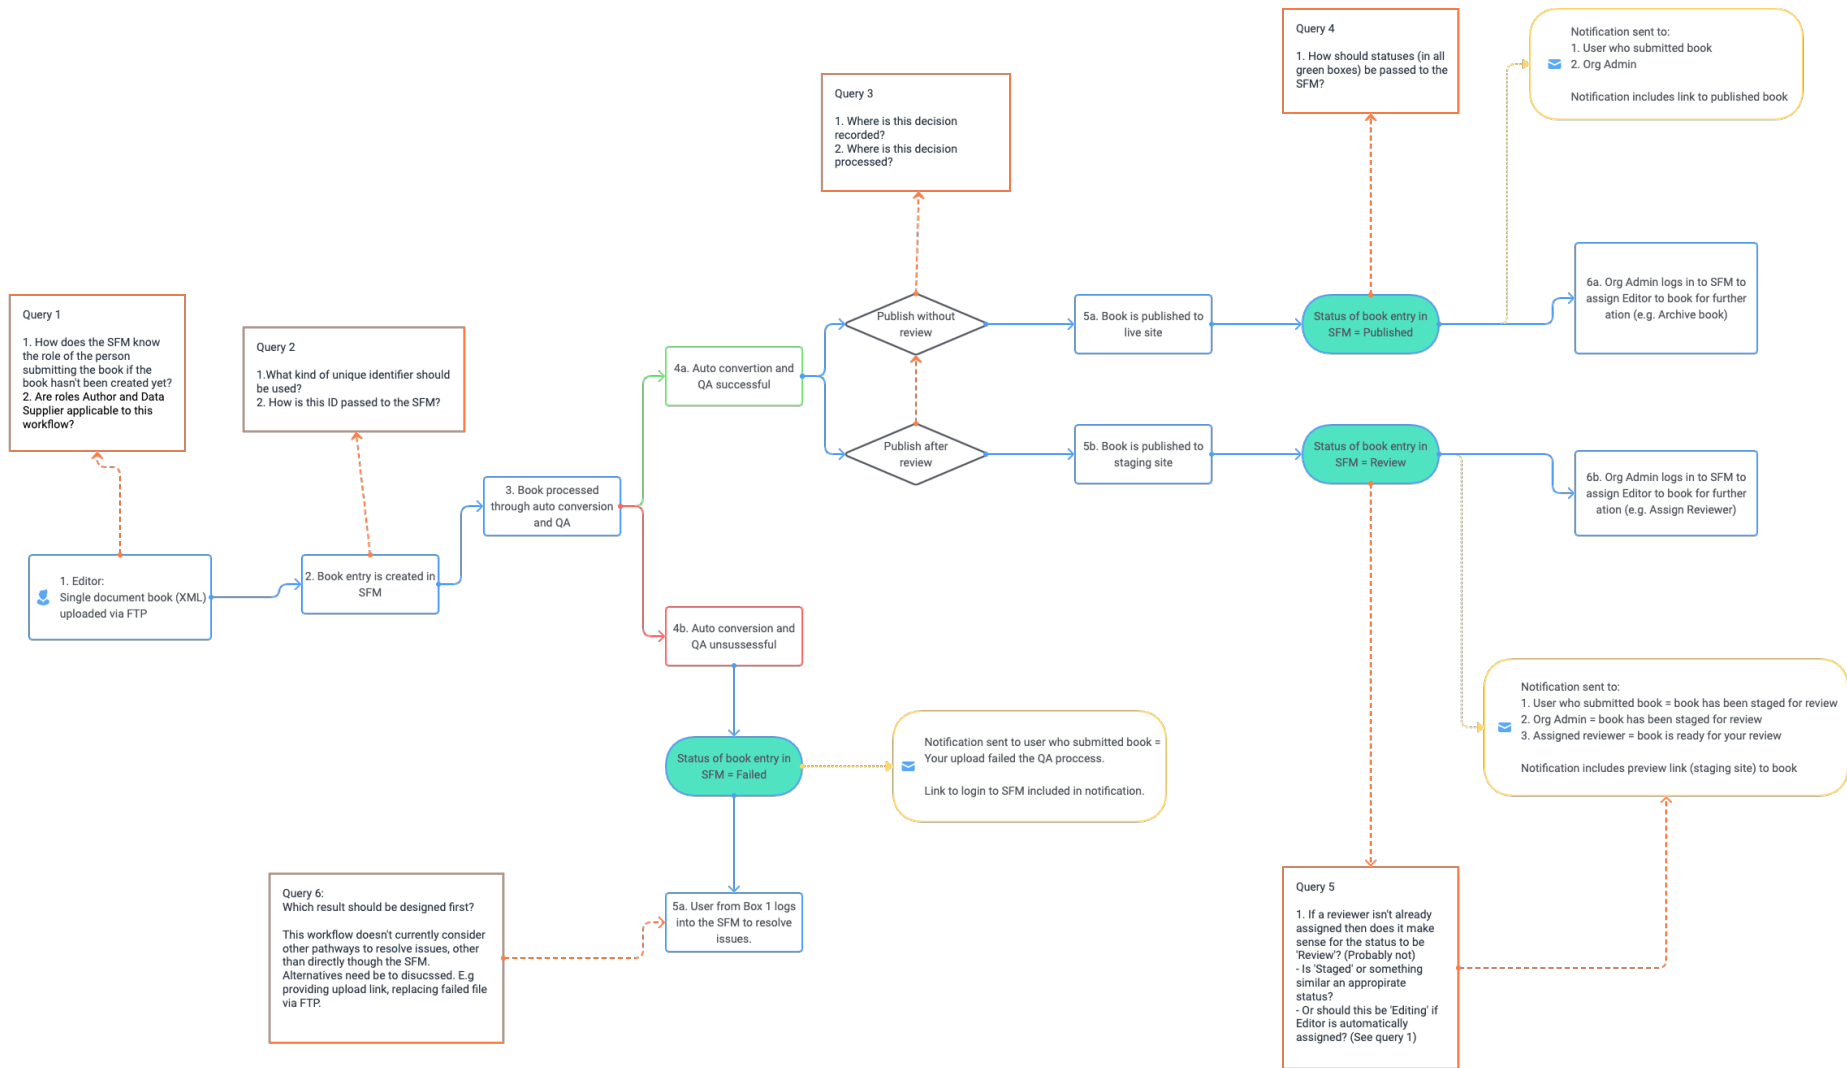 Query 4
1. How should statuses (in all
green boxes) be passed to the
SFM?
Notification sent to:
1. User who submitted book
2. Org Admin
Notification includes link to published book
Query 3
1. Where is this decision
recorded?
2. Where is this decision
processed?
Query 1
1. How does the SFM know
the role of the person
submitting the book if the
book hasn't been created yet?
2. Are roles Author and Data
Supplier applicable to this
workflow?
Query 2
1.What kind of unique identifier should
be used?
2. How is this ID passed to the SFM?
Publish without
review
5a. Book is published to
live site
Status of book entry in
SFM = Published
6a. Org Admin logs in to SFM to
assign Editor to book for further
ation (e.g. Archive book)
4a. Auto convertion and
QA successful
Publish after
review
5b. Book is published to
staging site
Status of book entry in
SFM = Review
6b. Org Admin logs in to SFM to
assign Editor to book for further
ation (e.g. Assign Reviewer)
3. Book processed
through auto conversion
and QA
1. Editor:
Single document book (XML)
uploaded via FTP
2. Book entry is created in
SFM
4b. Auto conversion and
QA unsussessful
Status of book entry in
SFM = Failed
Notification sent to user who submitted book =
Your upload failed the QA proccess.
Link to login to SFM included in notification.
Notification sent to:
1. User who submitted book = book has been staged for review
2. Org Admin = book has been staged for review
3. Assigned reviewer = book is ready for your review
Notification includes preview link (staging site) to book
Query 6:
Which result should be designed first?
This workflow doesn't currently consider
other pathways to resolve issues, other
than directly though the SFM.
Alternatives need be to disucssed. E.g
providing upload link, replacing failed file
via FTP.
5a. User from Box 1 logs
into the SFM to resolve
issues.
Query 5
1. If a reviewer isn't already
assigned then does it make
sense for the status to be
'Review'? (Probably not)
- Is 'Staged' or something
similar an appropirate
status?
- Or should this be 'Editing' if
Editor is automatically
assigned? (See query 1)